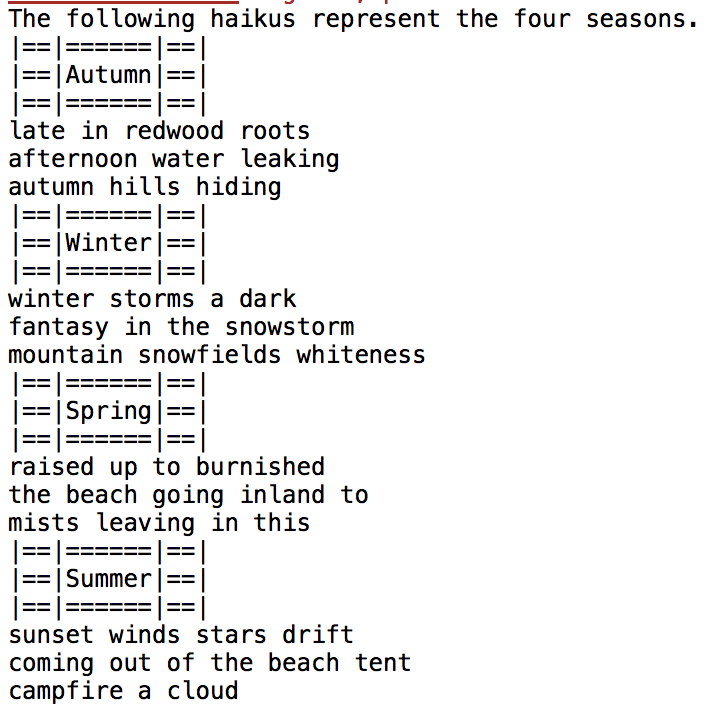 The following haikus represent the four seasons.
|==|======|==|
|==|Autumn|==|
|==|======|==|
late in redwood roots
afternoon water leaking
autumn hills hiding
|==|======|==|
|==|Winter|==|
|==|======|==|
winter storms a dark
fantasy in the snowstorm
mountain snowfields whiteness
|==|======|==|
|==|Spring|==|
|==|======|==|
raised up to burnished
the beach going inland to
mists leaving in this
|==|======|==|
|==|Summer|==|
|==|======|==|
sunset winds stars drift
coming out of the beach tent
campfire a cloud